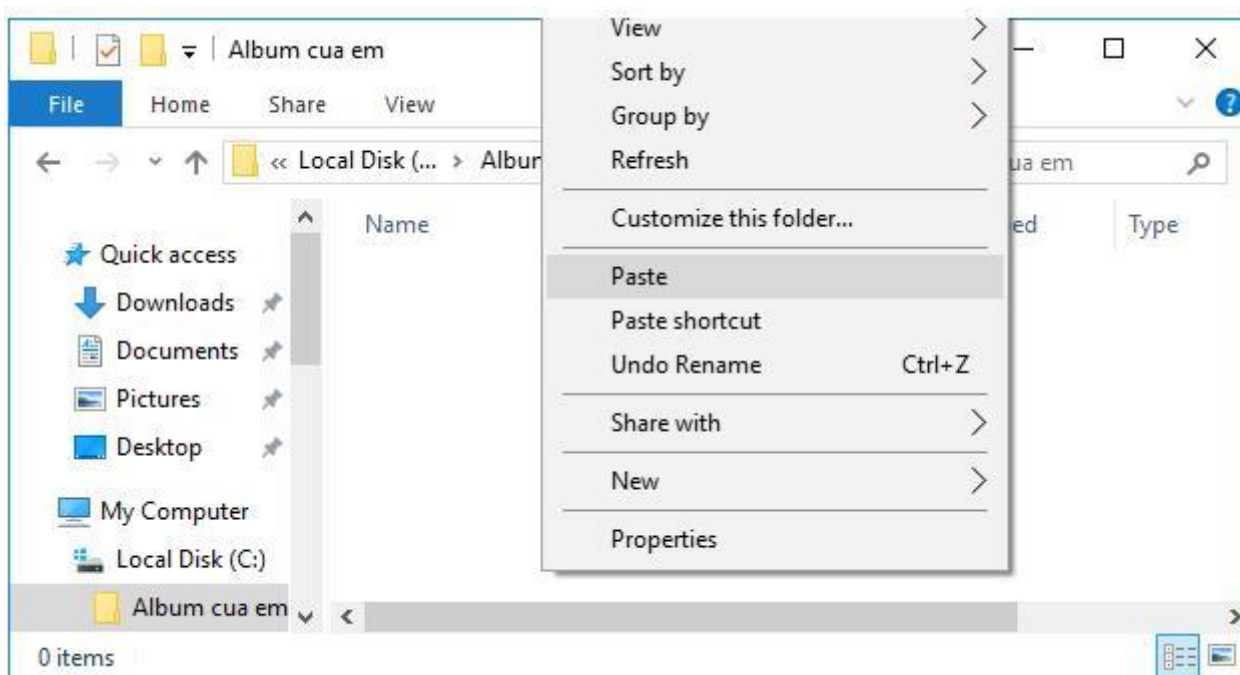 Album cua em
File Home Share View
« Local Disk (... > Albur
ua em
Name
ed
Type
Quick access
Downloads
Documents
Pictures
Desktop
My Computer
Local Disk (C:)
Album cua em
0 items
View
Sort by
Group by
Refresh
Customize this folder...
Paste
Paste shortcut
Undo Rename Ctrl+Z
Share with
New
Properties